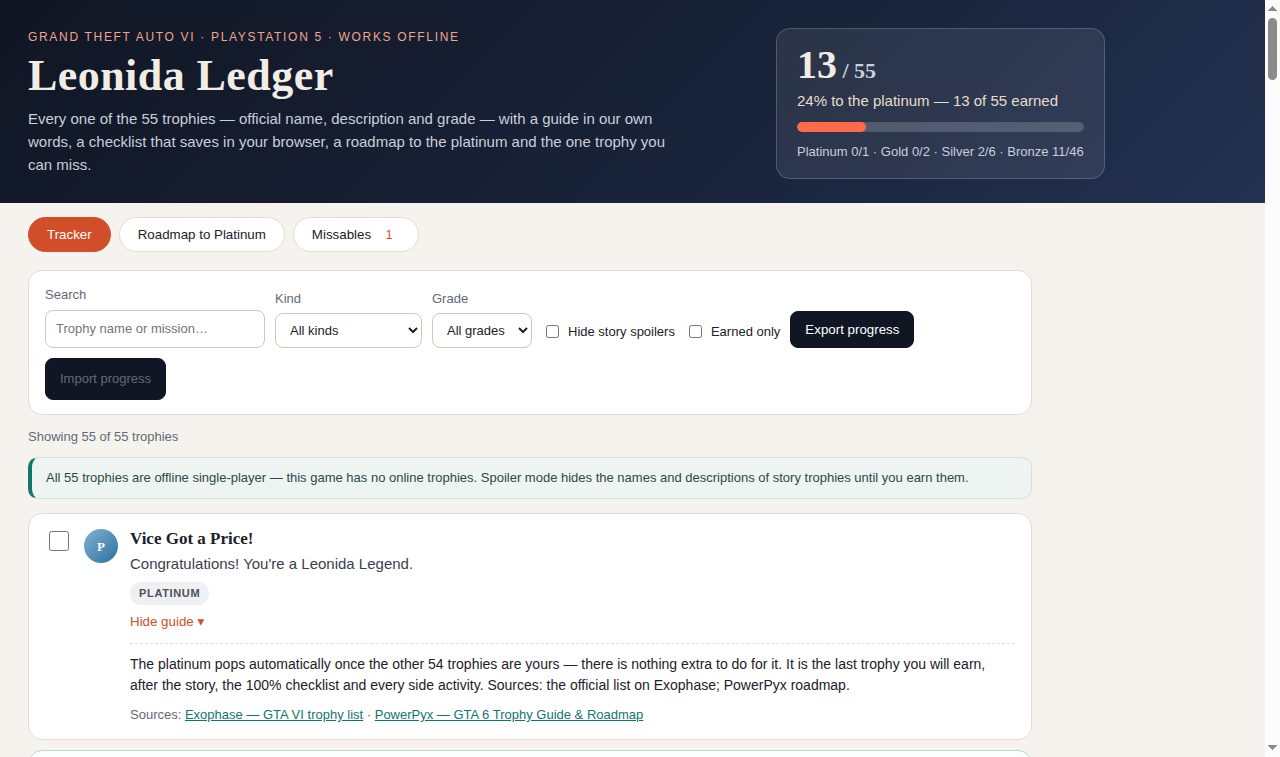 GRAND THEFT AUTO VI · PLAYSTATION 5 · WORKS OFFLINE
Leonida Ledger
Every one of the 55 trophies — official name, description and grade — with a guide in our own
words, a checklist that saves in your browser, a roadmap to the platinum and the one trophy you
can miss.
13 / 55
24% to the platinum — 13 of 55 earned
Platinum 0/1 · Gold 0/2 · Silver 2/6 · Bronze 11/46
Tracker
Roadmap to Platinum
Missables 1
Search
Kind
Grade
Trophy name or mission…
All kinds
All grades
Hide story spoilers
Earned only
Export progress
Import progress
Showing 55 of 55 trophies
All 55 trophies are offline single-player — this game has no online trophies. Spoiler mode hides the names and descriptions of story trophies until you earn them.
P
Vice Got a Price!
Congratulations! You're a Leonida Legend.
PLATINUM
Hide guide ▾
The platinum pops automatically once the other 54 trophies are yours — there is nothing extra to do for it. It is the last trophy you will earn,
after the story, the 100% checklist and every side activity. Sources: the official list on Exophase; PowerPyx roadmap.
Sources: Exophase — GTA VI trophy list · PowerPyx — GTA 6 Trophy Guide & Roadmap